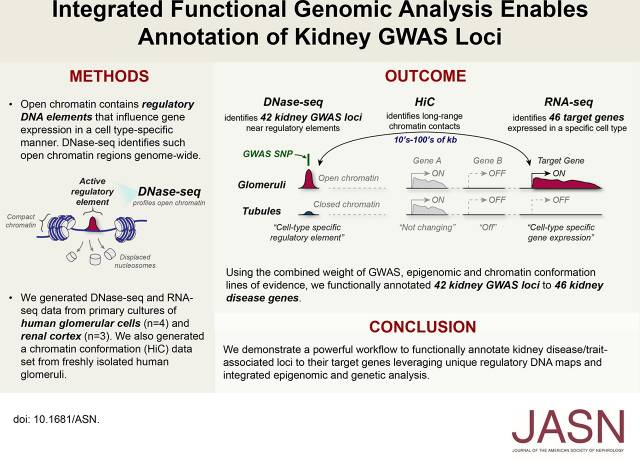 Integrated Functional Genomic Analysis Enables
Annotation of Kidney GWAS Loci
METHODS
• Open chromatin contains regulatory
DNA elements that influence gene
expression in a cell type-specific
manner. DNase-seq identifies such
open chromatin regions genome-wide.
Active
regulatory
element
DNase-seq
profiles open chromatin
Compact
chromatin
Displaced
nucleosomes
• We generated DNase-seq and RNA-
seq data from primary cultures of
human glomerular cells (n=4) and
renal cortex (n=3). We also generated
a chromatin conformation (HiC) data
set from freshly isolated human
glomeruli.
OUTCOME
DNase-seq
identifies 42 kidney GWAS loci
near regulatory elements
HiC
identifies long-range
chromatin contacts
10's-100's of kb
RNA-seq
identifies 46 target genes
expressed in a specific cell type
GWAS SNP
Gene A
Gene B
Target Gene
Glomeruli
Open chromatin
ON
OFF
ON
Tubules
Closed chromatin
ON
OFF
OFF
"Cell-type specific
regulatory element"
"Not changing"
"Off"
"Cell-type specific
gene expression"
Using the combined weight of GWAS, epigenomic and chromatin conformation
lines of evidence, we functionally annotated 42 kidney GWAS loci to 46 kidney
disease genes.
CONCLUSION
We demonstrate a powerful workflow to functionally annotate kidney disease/trait-
associated loci to their target genes leveraging unique regulatory DNA maps and
integrated epigenomic and genetic analysis.
doi: 10.1681/ASN.
JASN
JOURNAL OF THE AMERICAN SOCIETY OF NEPHROLOGY